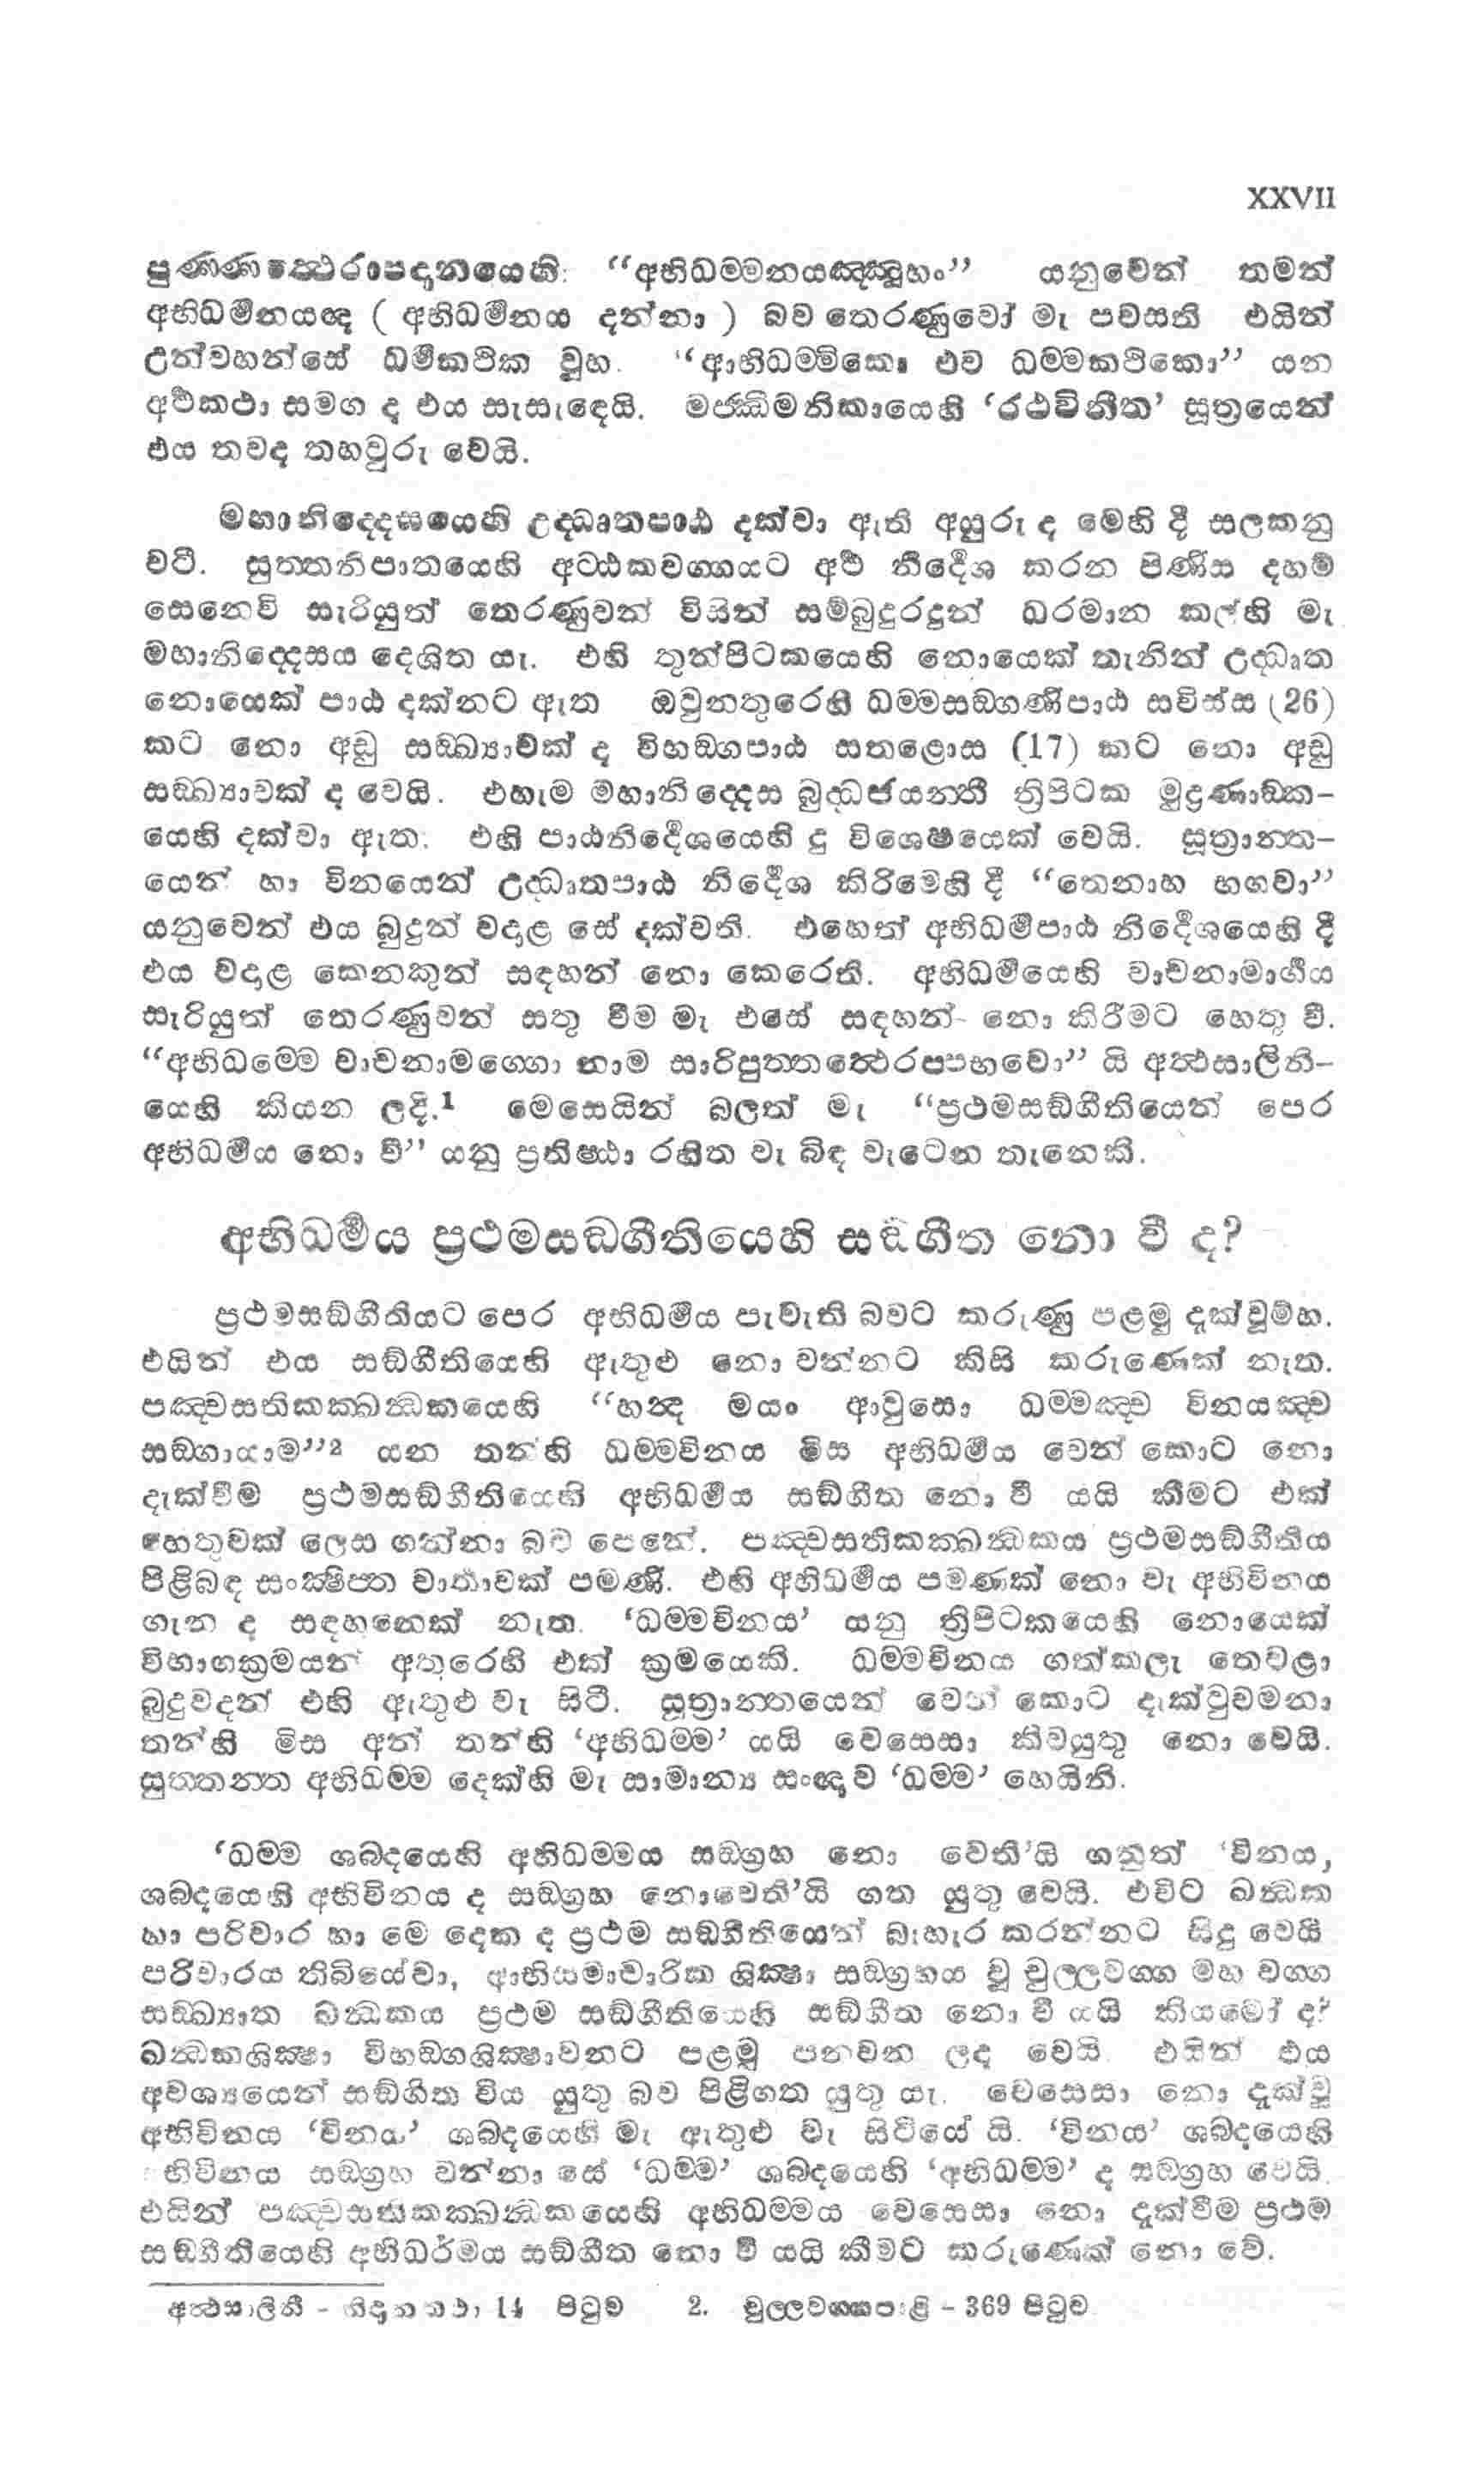 XXVII
පුණ්ණත්ථෙරාපදානයෙහි: “අභිධම්මනයඤ්ඤූහං” යනුවෙන් තමන්
අභිධර්මනයඥ ( අභිධර්මනය දන්නා ) බව තෙරණුවෝ මැ පවසති එයින්
උන්වහන්සේ ධර්මකථික වූහ. “ආභිධම්මිකො එව ධම්මකථිකො” යන
අර්ථකථා සමග ද එය සැසැඳෙයි. මජ්ඣිමනිකායෙහි ‘රථවිනීත’ සූත්‍රයෙන්
එය තවද තහවුරු වෙයි.
මහානිද්දෙසයෙහි උද්ධෘතපාඨ දක්වා ඇති අයුරු ද මෙහි දී සලකනු
වටී. සුත්තනිපාතයෙහි අට්ඨකවග්ගයට අර්ථ නිර්දේශ කරන පිණිස දහම්
සෙනෙවි සැරියුත් තෙරණුවන් විසින් සම්බුදුරදුන් ධරමාන කල්හි මැ
මහානිද්දෙසය දෙශිත යැ. එහි තුන්පිටකයෙහි නොයෙක් තැනින් උද්ධෘත
නොයෙක් පාඨ දක්නට ඇත ඔවුනතුරෙහි ධම්මසඞ්ගණිපාඨ සවිස්ස (26)
කට නො අඩු සඞ්ඛ්‍යාවක් ද විභඞ්ගපාඨ සතළොස (17) කට නො අඩු
සඞ්ඛ්‍යාවක් ද වෙයි. එහැම මහානිද්දෙස බුද්ධජයන්තී ත්‍රිපිටක මුද්‍රණාඞ්ක-
යෙහි දක්වා ඇත. එහි පාඨනිර්දේශයෙහි දු විශෙෂයෙක් වෙයි. සූත්‍රාන්ත-
යෙන් හා විනයෙන් උද්ධෘතපාඨ නිර්දේශ කිරිමෙහි දී “තෙනාහ භගවා”
යනුවෙන් එය බුදුන් වදාළ සේ දක්වති. එහෙත් අභිධර්මපාඨ නිර්දේශයෙහි දී
එය වදාළ කෙනකුන් සඳහන් නො කෙරෙති. අභිධර්මයෙහි වාචනාමාර්ගය
සැරියුත් තෙරණුවන් සතු වීම මැ එසේ සඳහන් නො කිරීමට හෙතු වී.
“අභිධම්මෙ වාචනාමග්ගො නාම සාරිපුත්තත්ථෙරප්පභවො” යි අත්ථසාලිනි-
යෙහි කියන ලදි.1 මෙසෙයින් බලත් මැ “ප්‍රථමසඞ්ගීතියෙන් පෙර
අභිධර්මය නො වී” යනු ප්‍රතිෂ්ඨා රහිත වැ බිඳ වැටෙන තැනෙකි.
අභිධර්මය ප්‍රථමසඞ්ගීතියෙහි සඞ්ගීත නො වී ද?
ප්‍රථමසඞ්ගීතියට පෙර අභිධර්මය පැවැති බවට කරුණු පළමු දැක්වූම්හ.
එයින් එය සඞ්ගීතියෙහි ඇතුළු නො වන්නට කිසි කරුණෙක් නැත.
පඤ්චසතිකක්ඛන්ධකයෙහි “හන්ද මයං ආවුසො ධම්මඤ්ච විනයඤ්ච
සඞ්ගායාම”2 යන තන්හි ධම්මවිනය මිස අභිධර්මය වෙන් කොට නො
දැක්වීම ප්‍රථමසඞ්ගීතියෙහි අභිධර්මය සඞ්ගීත නො වී යයි කීමට එක්
හෙතුවක් ලෙස ගන්නා බව පෙනේ. පඤ්චසතිකක්ඛන්ධකය ප්‍රථමසඞ්ගීතිය
පිළිබඳ සංක්ෂිප්ත වාර්තාවක් පමණි. එහි අභිධර්මය පමණක් නො වැ අභිවිනය
ගැන ද සඳහනෙක් නැත. ‘ධම්මවිනය’ යනු ත්‍රිපිටකයෙහි නොයෙක්
විභාගක්‍රමයන් අතුරෙහි එක් ක්‍රමයෙකි. ධම්මවිනය ගත්කලැ තෙවළා
බුදුවදන් එහි ඇතුළු වැ සිටී. සූත්‍රාන්තයෙන් වෙන් කොට දැක්වුවමනා
තන්හි මිස අන් තන්හි ‘අභිධම්ම’ යයි වෙසෙසා කිවයුතු නො වෙයි.
සුත්තන්ත අභිධම්ම දෙක්හි මැ සාමාන්‍ය සංඥාව ‘ධම්ම’ හෙයිනි.
‘ධම්ම ශබ්දයෙහි අභිධම්මය සඞ්ග්‍රහ නො වෙතී’යි ගනුත් ‘විනය,
ශබ්දයෙහි අභිවිනය ද සඞ්ග්‍රහ නොවෙති’යි ගත යුතු වෙයි. එවිට ඛන්ධක
හා පරිවාර හා මෙ දෙක ද ප්‍රථම සඞ්ගීතියෙන් බැහැර කරන්නට සිදු වෙයි
පරිවාරය තිබියේවා, ආභිසමාචාරික ශික්ෂා සඞ්ග්‍රහය වූ චුල්ලවග්ග මහ වග්ග
සඞ්ඛ්‍යාත ඛන්ධකය ප්‍රථම සඞ්ගීතියෙහි සඞ්ගීත නො වී යයි කියමෝ ද?
ඛන්ධකශික්ෂා විභඞ්ගශික්ෂාවනට පළමු පනවන ලද වෙයි. එයින් එය
අවශ්‍යයෙන් සඞ්ගීත විය යුතු බව පිළිගත යුතු යැ. වෙසෙසා නො දැක්වූ
අභිවිනය ‘විනය’ ශබ්දයෙහි මැ ඇතුළු වැ සිටියේ යි. ‘විනය’ ශබ්දයෙහි
භිවිනය සඞ්ග්‍රහ වන්නා සේ ‘ධම්ම’ ශබ්දයෙහි ‘අභිධම්ම’ ද සඞ්ග්‍රහ වෙයි.
එයින් පඤ්චසතිකක්ඛන්ධකයෙහි අභිධම්මය වෙසෙසා නො දැක්වීම ප්‍රථම
සඞ්ගීතියෙහි අභිධර්මය සඞ්ගීත නො වී යයි කීමට කරුණෙක් නො වේ.
අත්ථසාලිනී - නිදානකථා 14 පිටුව 2. චුල්ලවග්ගපාළි - 369 පිටුව